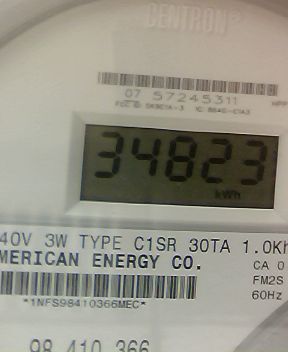 CENTRON®
07 57245311
34823
kWh
40V 3W TYPE C1SR 30TA 1.0Kh
MERICAN ENERGY CO.
CA 0
FM2S
60Hz
*1NFS98410366MEC*
98 410 366